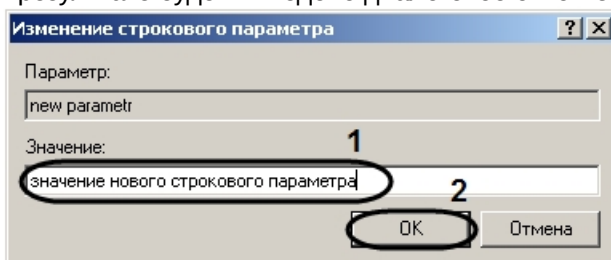 Изменение строкового параметра ? ×
Параметр:
new parametr
Значение: 1
значение нового строкового параметра
2
OK Отмена